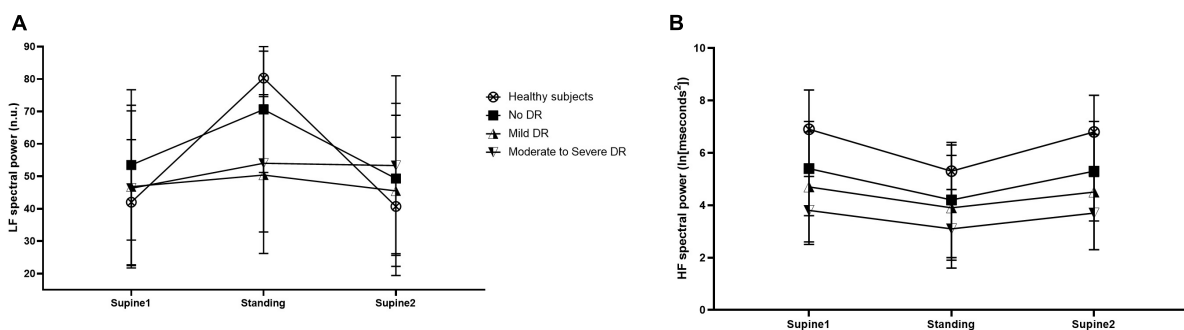 A
LF spectral power (n.u.)
90
80
70
60
50
40
30
20
Supine1
Standing
Supine2
Healthy subjects
No DR
Mild DR
Moderate to Severe DR
B
HF spectral power (ln[mseconds²])
10
8
6
4
2
0
Supine1
Standing
Supine2